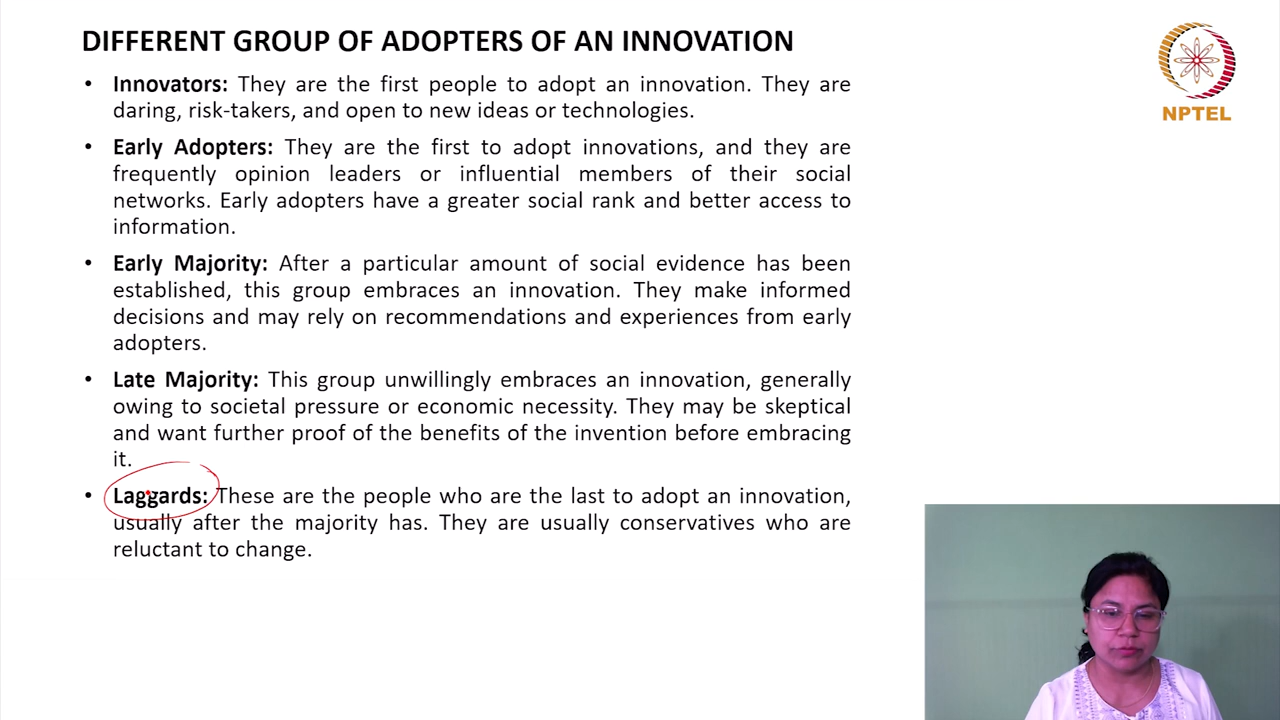 DIFFERENT GROUP OF ADOPTERS OF AN INNOVATION
NPTEL
• Innovators: They are the first people to adopt an innovation. They are
daring, risk-takers, and open to new ideas or technologies.
• Early Adopters: They are the first to adopt innovations, and they are
frequently opinion leaders or influential members of their social
networks. Early adopters have a greater social rank and better access to
information.
• Early Majority: After a particular amount of social evidence has been
established, this group embraces an innovation. They make informed
decisions and may rely on recommendations and experiences from early
adopters.
• Late Majority: This group unwillingly embraces an innovation, generally
owing to societal pressure or economic necessity. They may be skeptical
and want further proof of the benefits of the invention before embracing
it.
• Laggards: These are the people who are the last to adopt an innovation,
usually after the majority has. They are usually conservatives who are
reluctant to change.